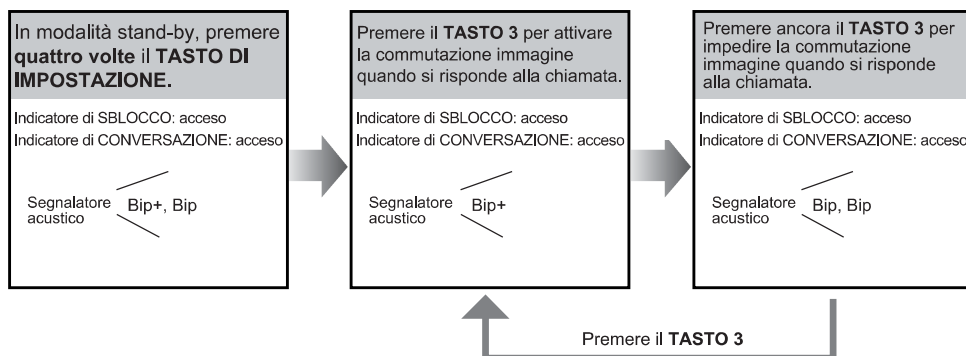 In modalità stand-by, premere
quattro volte il TASTO DI
IMPOSTAZIONE.
Indicatore di SBLOCCO: acceso
Indicatore di CONVERSAZIONE: acceso
Segnalatore
acustico
Bip+, Bip
Premere il TASTO 3 per attivare
la commutazione immagine
quando si risponde alla chiamata.
Indicatore di SBLOCCO: acceso
Indicatore di CONVERSAZIONE: acceso
Segnalatore
acustico
Bip+
Premere ancora il TASTO 3 per
impedire la commutazione
immagine quando si risponde
alla chiamata.
Indicatore di SBLOCCO: acceso
Indicatore di CONVERSAZIONE: acceso
Segnalatore
acustico
Bip, Bip
Premere il TASTO 3